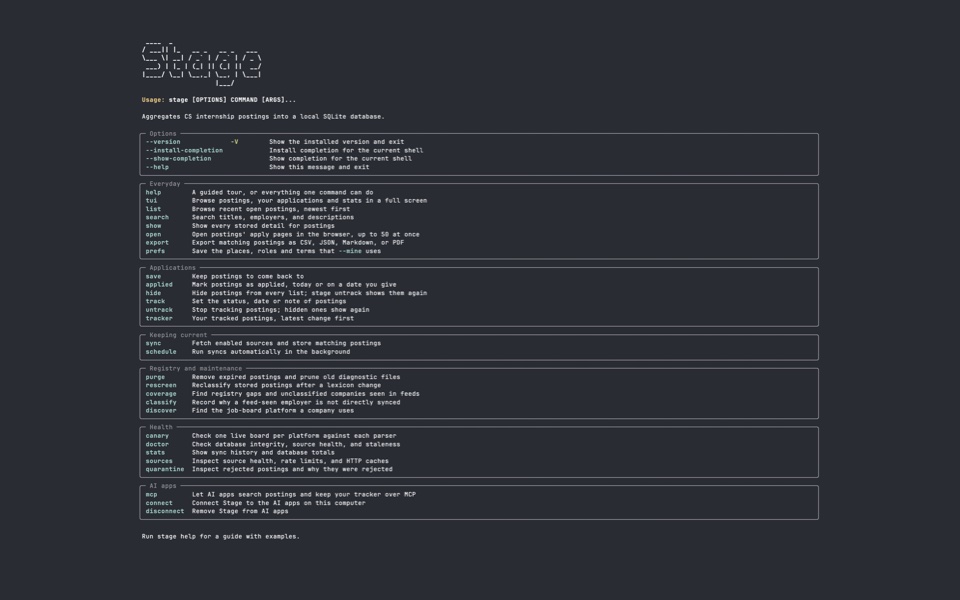 Stage
Usage: stage [OPTIONS] COMMAND [ARGS]...
Aggregates CS internship postings into a local SQLite database.
Options
--version -V Show the installed version and exit
--install-completion Install completion for the current shell
--show-completion Show completion for the current shell
--help Show this message and exit
Everyday
help A guided tour, or everything one command can do
tui Browse postings, your applications and stats in a full screen
list Browse recent open postings, newest first
search Search titles, employers, and descriptions
show Show every stored detail for postings
open Open postings' apply pages in the browser, up to 50 at once
export Export matching postings as CSV, JSON, Markdown, or PDF
prefs Save the places, roles and terms that --mine uses
Applications
save Keep postings to come back to
applied Mark postings as applied, today or on a date you give
hide Hide postings from every list; stage untrack shows them again
track Set the status, date or note of postings
untrack Stop tracking postings; hidden ones show again
tracker Your tracked postings, latest change first
Keeping current
sync Fetch enabled sources and store matching postings
schedule Run syncs automatically in the background
Registry and maintenance
purge Remove expired postings and prune old diagnostic files
rescreen Reclassify stored postings after a lexicon change
coverage Find registry gaps and unclassified companies seen in feeds
classify Record why a feed-seen employer is not directly synced
discover Find the job-board platform a company uses
Health
canary Check one live board per platform against each parser
doctor Check database integrity, source health, and staleness
stats Show sync history and database totals
sources Inspect source health, rate limits, and HTTP caches
quarantine Inspect rejected postings and why they were rejected
AI apps
mcp Let AI apps search postings and keep your tracker over MCP
connect Connect Stage to the AI apps on this computer
disconnect Remove Stage from AI apps
Run stage help for a guide with examples.